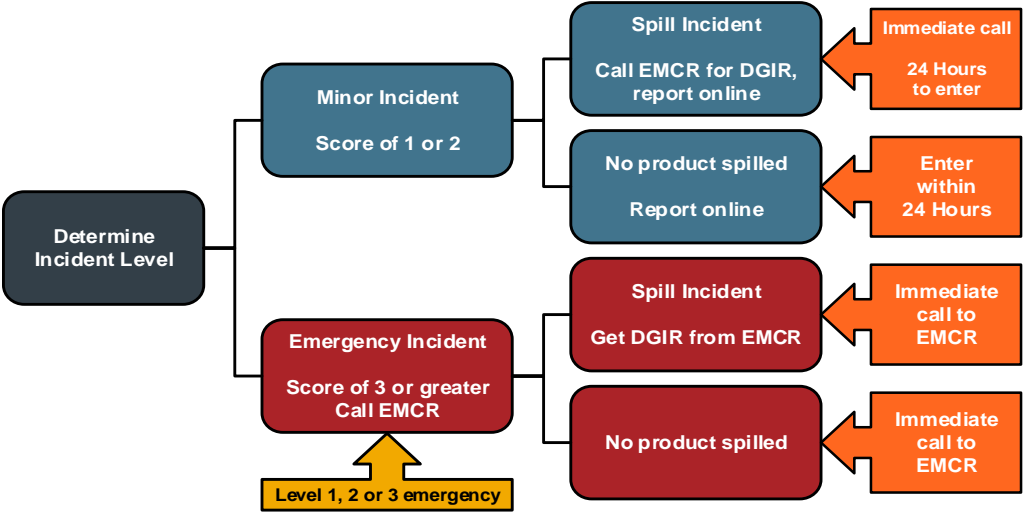 Determine
Incident Level
Minor Incident
Score of 1 or 2
Spill Incident
Call EMCR for DGIR,
report online
Immediate call
24 Hours
to enter
No product spilled
Report online
Enter
within
24 Hours
Emergency Incident
Score of 3 or greater
Call EMCR
Level 1, 2 or 3 emergency
Spill Incident
Get DGIR from EMCR
Immediate
call to
EMCR
No product spilled
Immediate
call to
EMCR